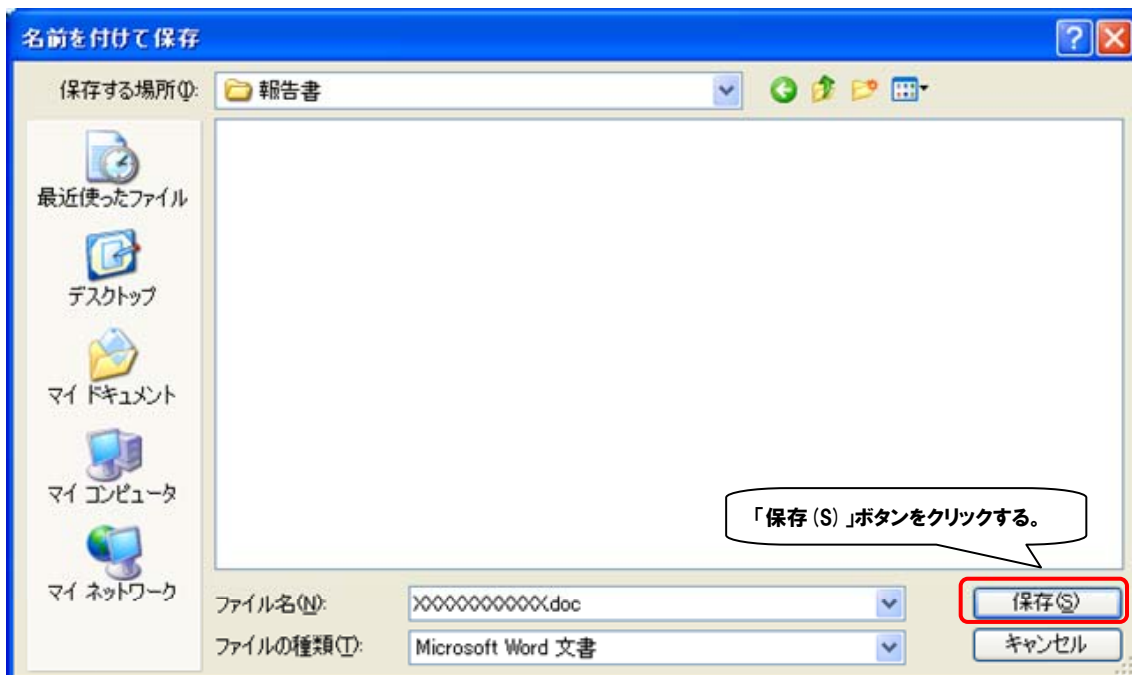 名前を付けて保存
保存する場所(I):
報告書
最近使ったファイル
デスクトップ
マイ ドキュメント
マイ コンピュータ
マイ ネットワーク
「保存(S)」ボタンをクリックする。
ファイル名(N):
XXXXXXXXXXX.doc
保存(S)
ファイルの種類(T):
Microsoft Word 文書
キャンセル